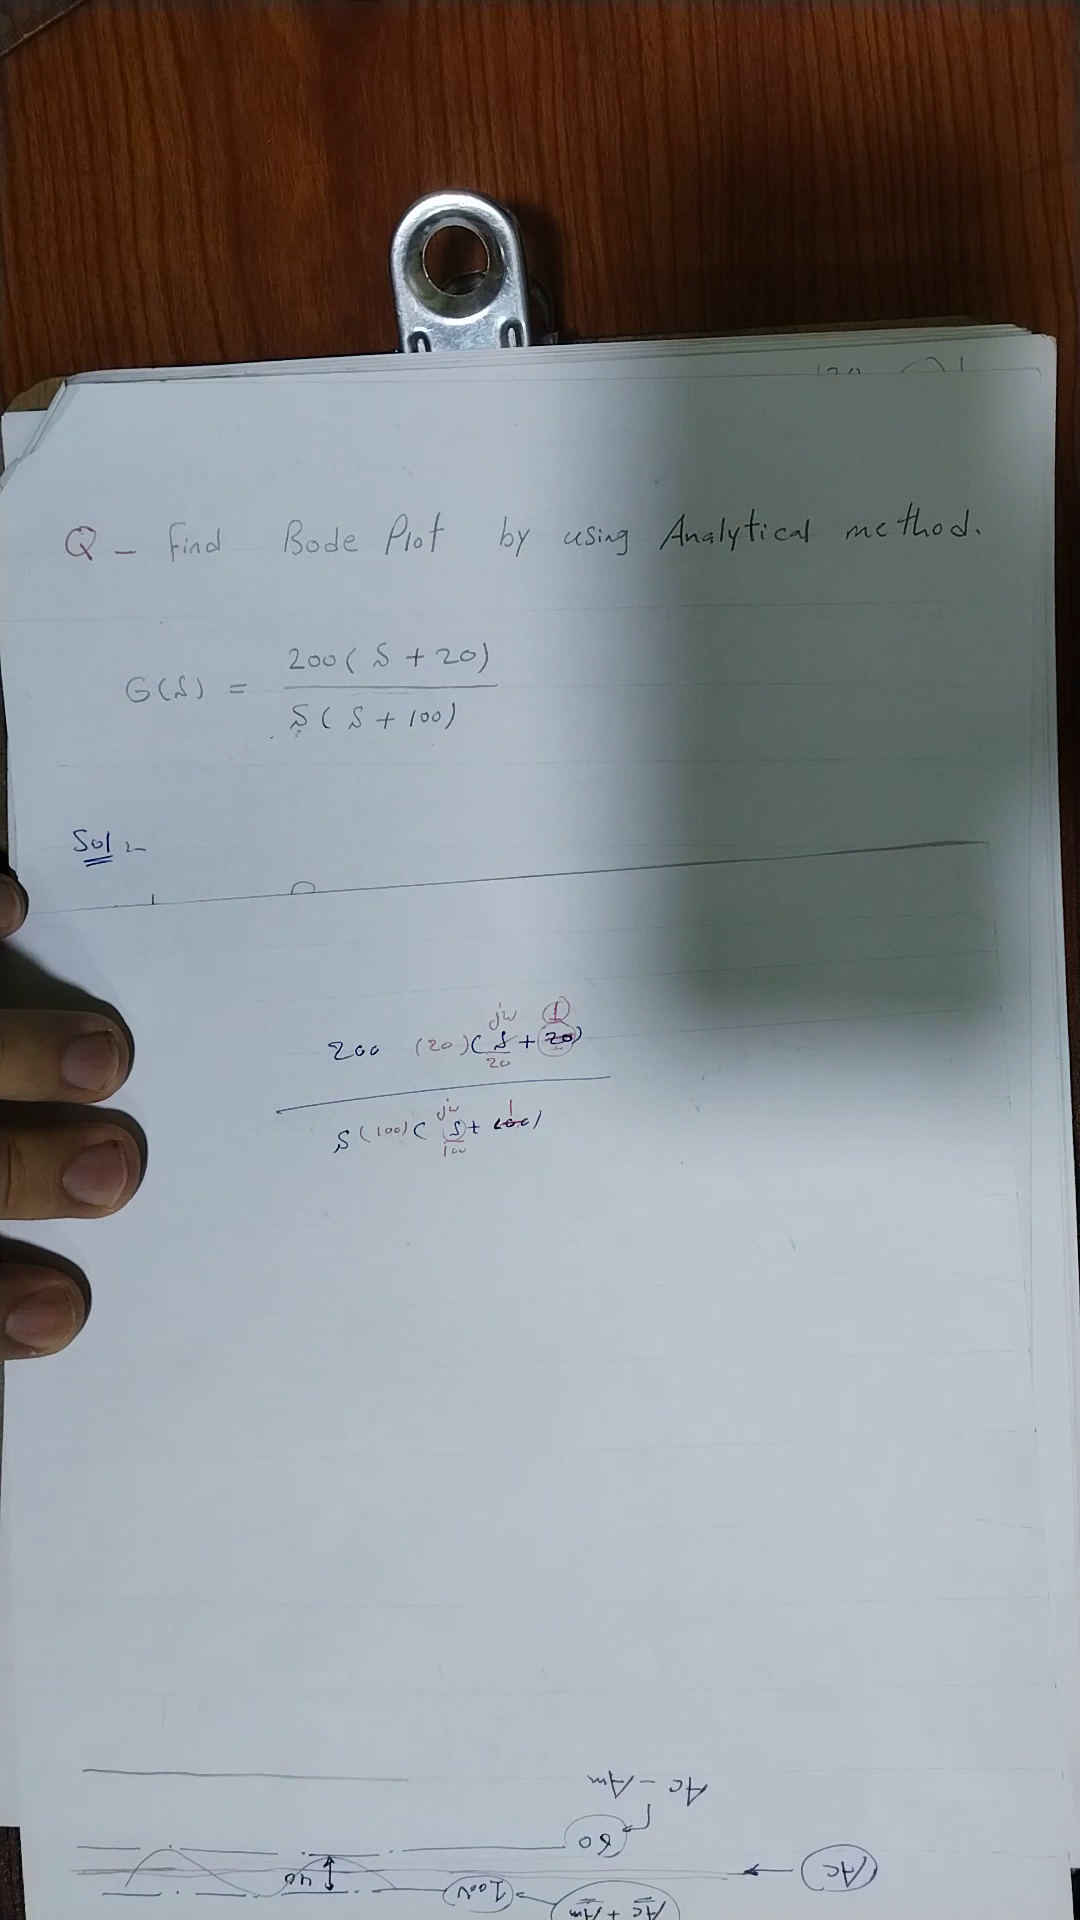 Q - find Bode Plot by using Analytical method.
G(S) = 200(S + 20)
S(S + 100)
Sol :-
jw 1
200 (20)(S + 20)
20
jw 1
S(100)(S + 100)
100
Ac - Am
60
Ac
40
100V
Ac + Am